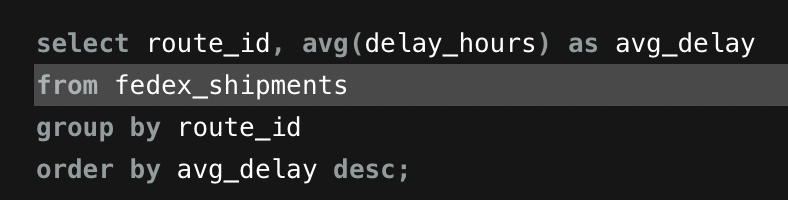 select route_id, avg(delay_hours) as avg_delay
from fedex_shipments
group by route_id
order by avg_delay desc;